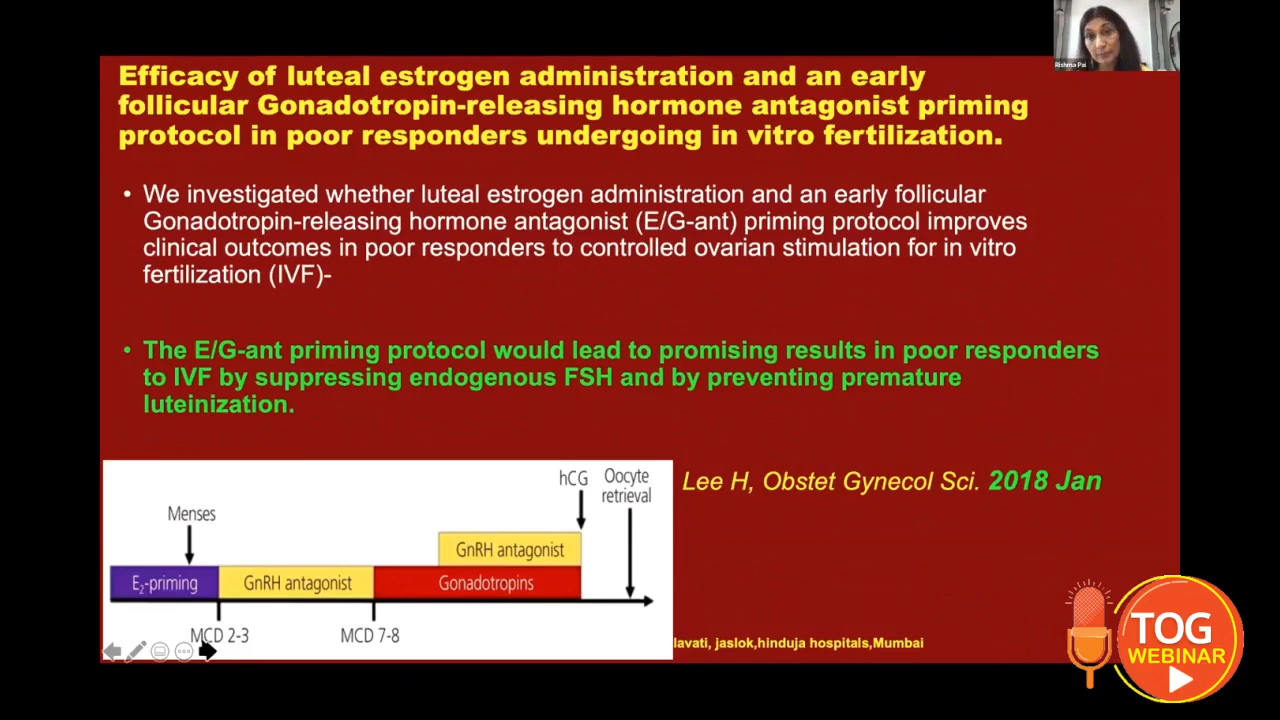 Rishma Pai
Efficacy of luteal estrogen administration and an early
follicular Gonadotropin-releasing hormone antagonist priming
protocol in poor responders undergoing in vitro fertilization.
• We investigated whether luteal estrogen administration and an early follicular
Gonadotropin-releasing hormone antagonist (E/G-ant) priming protocol improves
clinical outcomes in poor responders to controlled ovarian stimulation for in vitro
fertilization (IVF)-
• The E/G-ant priming protocol would lead to promising results in poor responders
to IVF by suppressing endogenous FSH and by preventing premature
luteinization.
Lee H, Obstet Gynecol Sci. 2018 Jan
hCG
Oocyte
retrieval
Menses
GnRH antagonist
E₂-priming
GnRH antagonist
Gonadotropins
MCD 2-3
MCD 7-8
lavati, jaslok,hinduja hospitals,Mumbai
TOG
WEBINAR